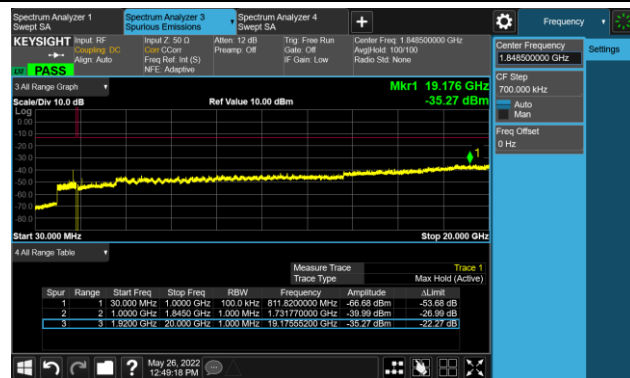 Spectrum Analyzer 1
Swept SA
Spectrum Analyzer 3
Spurious Emissions
Spectrum Analyzer 4
Swept SA
Frequency
KEYSIGHT
Input: RF
Coupling: DC
Align: Auto
Input Z: 50 Ω
Corr CCorr
Freq Ref: Int (S)
NFE: Adaptive
Atten: 12 dB
Preamp: Off
Trig: Free Run
Gate: Off
IF Gain: Low
Center Freq: 1.848500000 GHz
Avg|Hold: 100/100
Radio Std: None
PASS
Center Frequency
1.848500000 GHz
Settings
CF Step
700.000 kHz
Auto
Man
Freq Offset
0 Hz
3 All Range Graph
Mkr1 19.176 GHz
Scale/Div 10.0 dB
Ref Value 10.00 dBm
-35.27 dBm
Log
0.00
-10.0
-20.0
-30.0
-40.0
-50.0
-60.0
-70.0
-80.0
1
Start 30.000 MHz
Stop 20.000 GHz
4 All Range Table
Measure Trace Trace 1
Trace Type Max Hold (Active)
Spur Range Start Freq Stop Freq RBW Frequency Amplitude ΔLimit
1 1 30.000 MHz 1.0000 GHz 100.0 kHz 811.8200000 MHz -66.68 dBm -53.68 dB
2 2 1.0000 GHz 1.8450 GHz 1.000 MHz 1.731770000 GHz -39.99 dBm -26.99 dB
3 3 1.9200 GHz 20.000 GHz 1.000 MHz 19.17555200 GHz -35.27 dBm -22.27 dB
May 26, 2022
12:49:18 PM